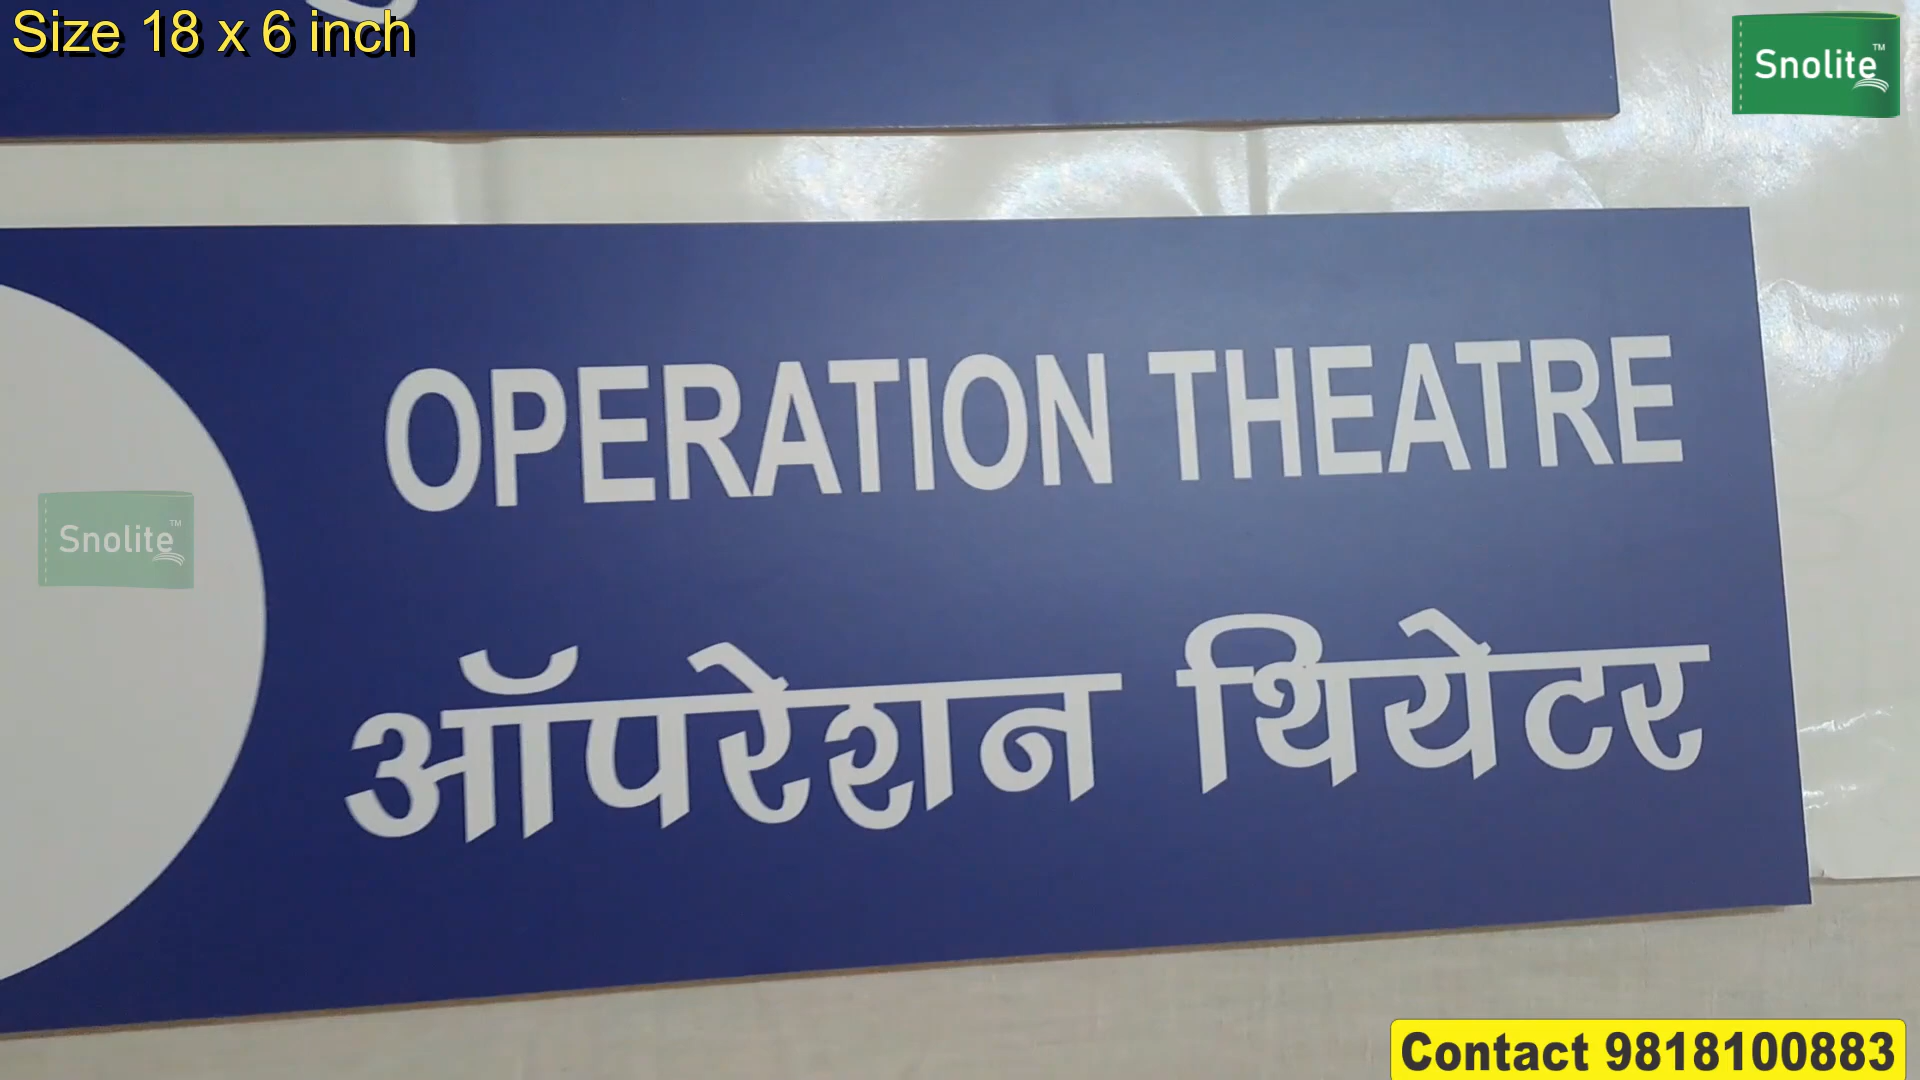 Size 18 x 6 inch
Snolite™
OPERATION THEATRE
Snolite™
ऑपरेशन थियेटर
Contact 9818100883